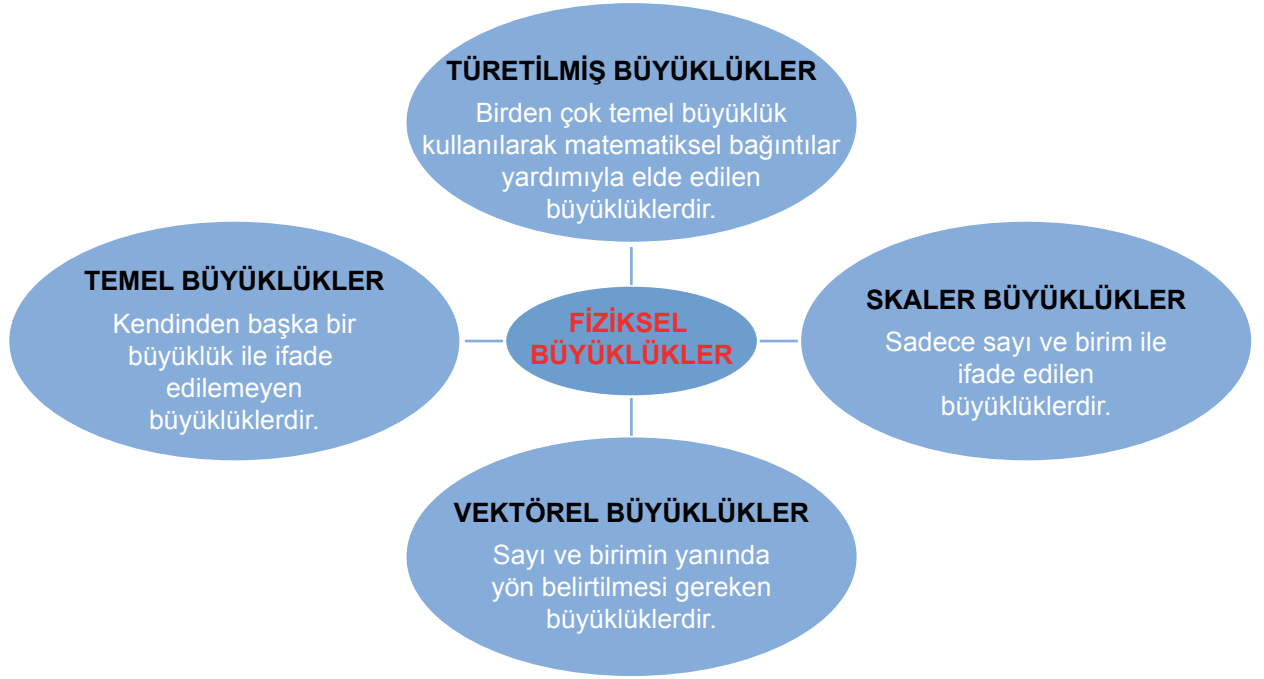 TÜRETİLMİŞ BÜYÜKLÜKLER
Birden çok temel büyüklük
kullanılarak matematiksel bağıntılar
yardımıyla elde edilen
büyüklüklerdir.
TEMEL BÜYÜKLÜKLER
Kendinden başka bir
büyüklük ile ifade
edilemeyen
büyüklüklerdir.
FİZİKSEL
BÜYÜKLÜKLER
SKALER BÜYÜKLÜKLER
Sadece sayı ve birim ile
ifade edilen
büyüklüklerdir.
VEKTÖREL BÜYÜKLÜKLER
Sayı ve birimin yanında
yön belirtilmesi gereken
büyüklüklerdir.